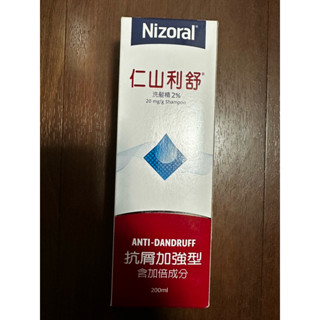 Nizoral®
仁山利舒®
洗髮精 2%
20 mg/g Shampoo
ANTI-DANDRUFF
抗屑加強型
含加倍成分
200ml